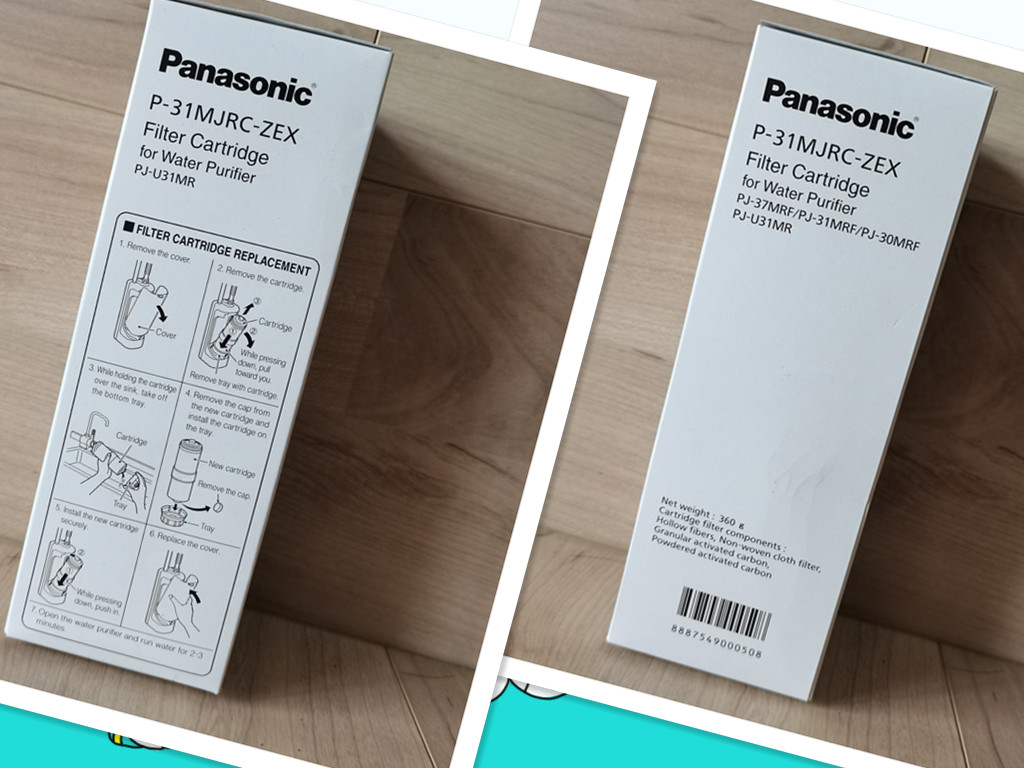 Panasonic®
P-31MJRC-ZEX
Filter Cartridge
for Water Purifier
PJ-U31MR
■ FILTER CARTRIDGE REPLACEMENT
1. Remove the cover.
Cover
2. Remove the cartridge.
③
Cartridge
②
While pressing
down, pull
toward you.
Remove tray with cartridge.
3. While holding the cartridge
over the sink, take off
the bottom tray.
Cartridge
Tray
4. Remove the cap from
the new cartridge and
install the cartridge on
the tray.
New cartridge
Remove the cap.
Tray
5. Install the new cartridge
securely.
②
While pressing
down, push in.
6. Replace the cover.
7. Open the water purifier and run water for 2-3
minutes.
Panasonic®
P-31MJRC-ZEX
Filter Cartridge
for Water Purifier
PJ-37MRF/PJ-31MRF/PJ-30MRF
PJ-U31MR
Net weight : 360 g
Cartridge filter components :
Hollow fibers, Non-woven cloth filter,
Granular activated carbon,
Powdered activated carbon
8887549000508